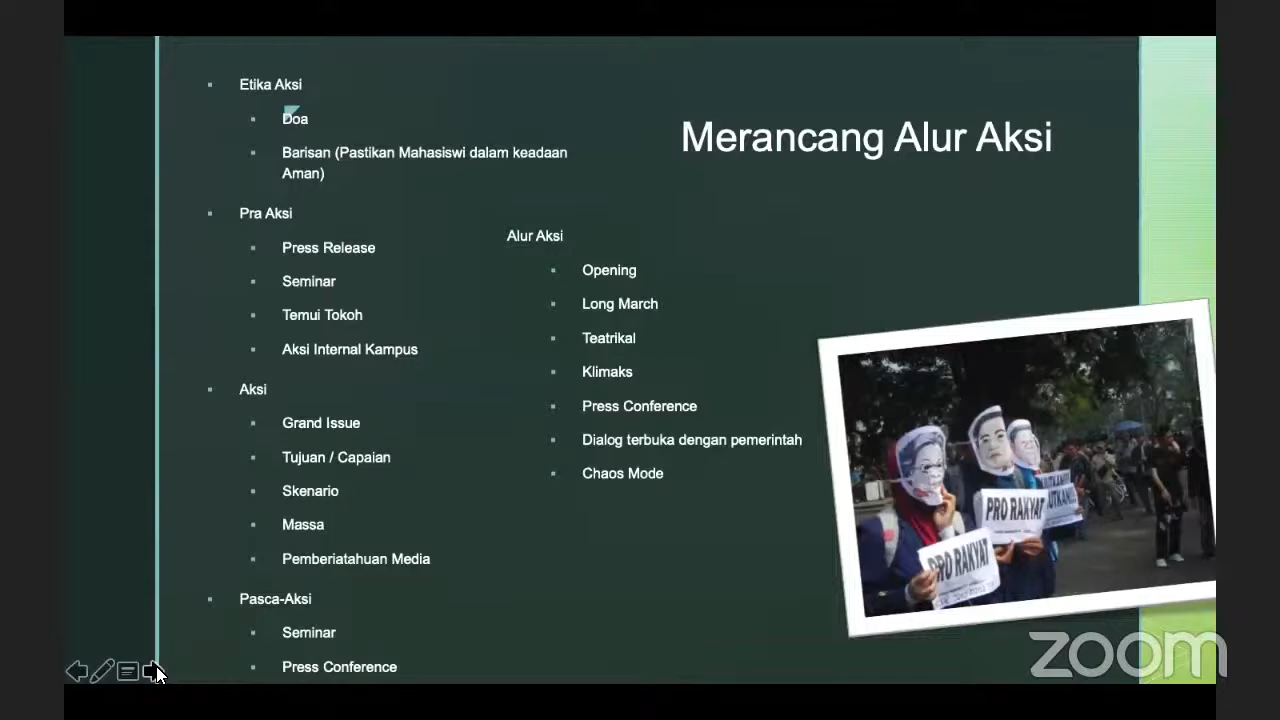 Merancang Alur Aksi
Etika Aksi
Doa
Barisan (Pastikan Mahasiswi dalam keadaan
Aman)
Pra Aksi
Press Release
Seminar
Temui Tokoh
Aksi Internal Kampus
Aksi
Grand Issue
Tujuan / Capaian
Skenario
Massa
Pemberiatahuan Media
Pasca-Aksi
Seminar
Press Conference
Alur Aksi
Opening
Long March
Teatrikal
Klimaks
Press Conference
Dialog terbuka dengan pemerintah
Chaos Mode
PRO RAKYAT
PRO RAKYAT
zoom